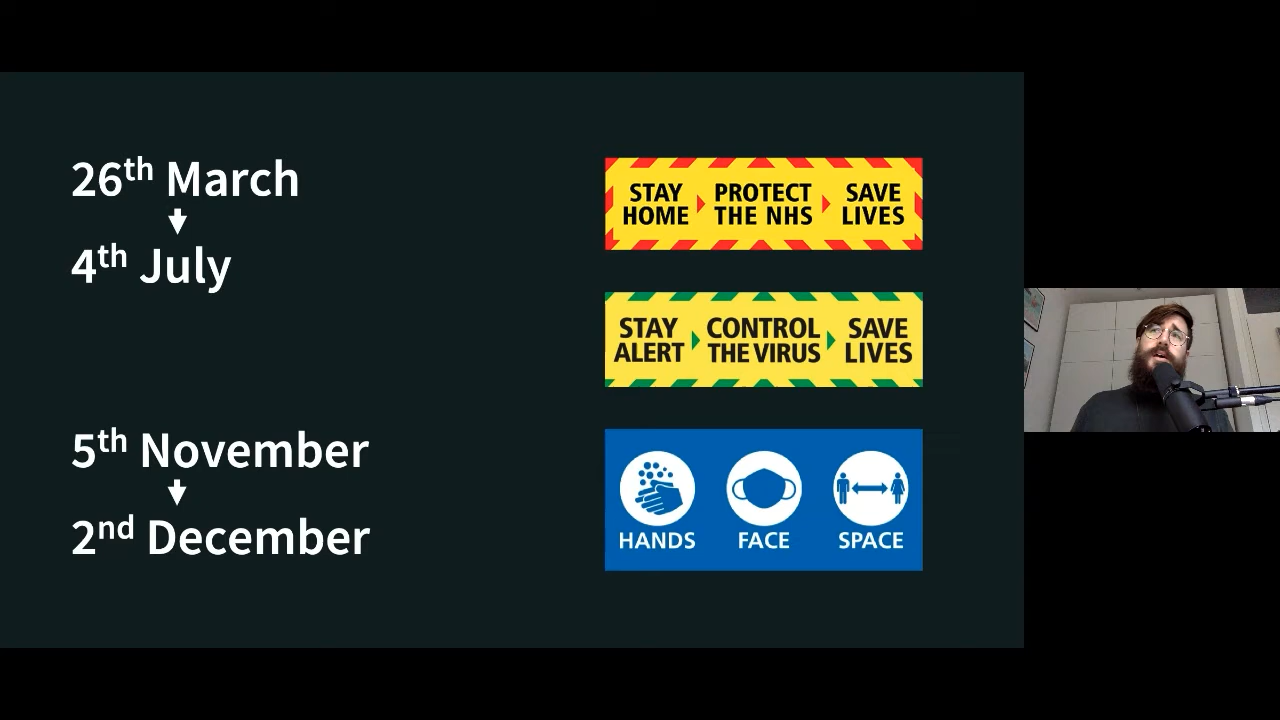 26th March
4th July
5th November
2nd December
STAY HOME PROTECT THE NHS SAVE LIVES
STAY ALERT CONTROL THE VIRUS SAVE LIVES
HANDS FACE SPACE